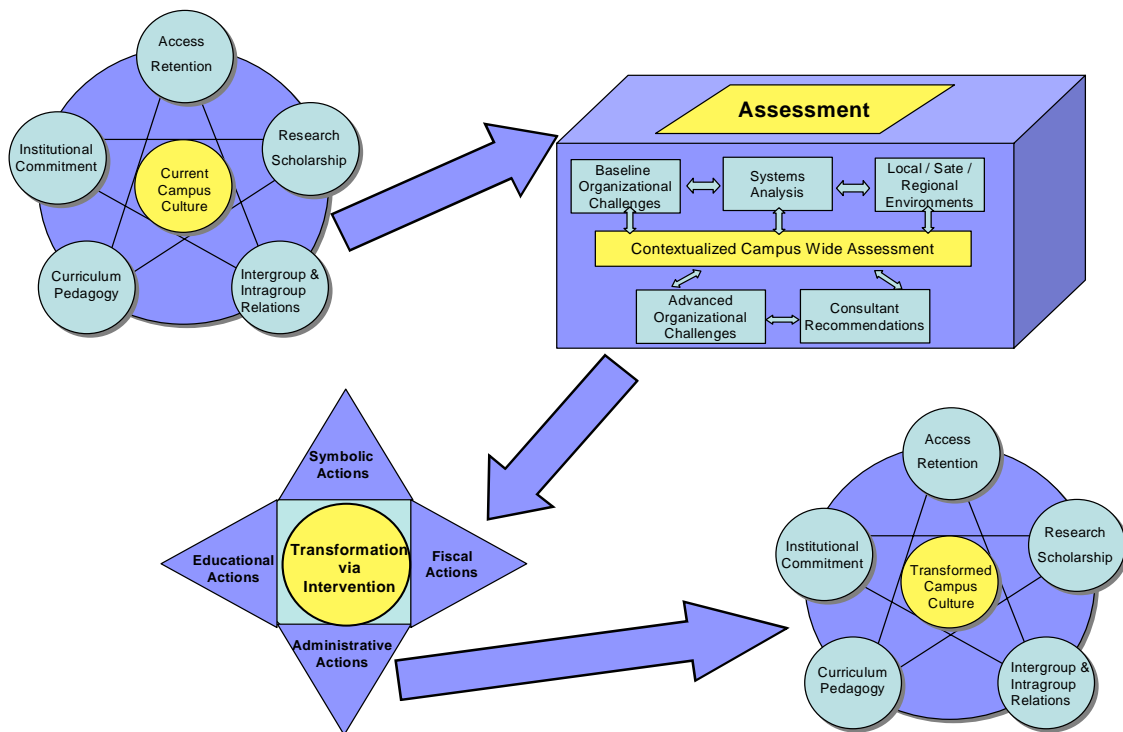 Access
Retention
Research
Scholarship
Institutional
Commitment
Current
Campus
Culture
Curriculum
Pedagogy
Intergroup &
Intragroup
Relations
Assessment
Baseline
Organizational
Challenges
Systems
Analysis
Local / Sate /
Regional
Environments
Contextualized Campus Wide Assessment
Advanced
Organizational
Challenges
Consultant
Recommendations
Symbolic
Actions
Educational
Actions
Transformation
via
Intervention
Fiscal
Actions
Administrative
Actions
Access
Retention
Research
Scholarship
Institutional
Commitment
Transformed
Campus
Culture
Curriculum
Pedagogy
Intergroup &
Intragroup
Relations